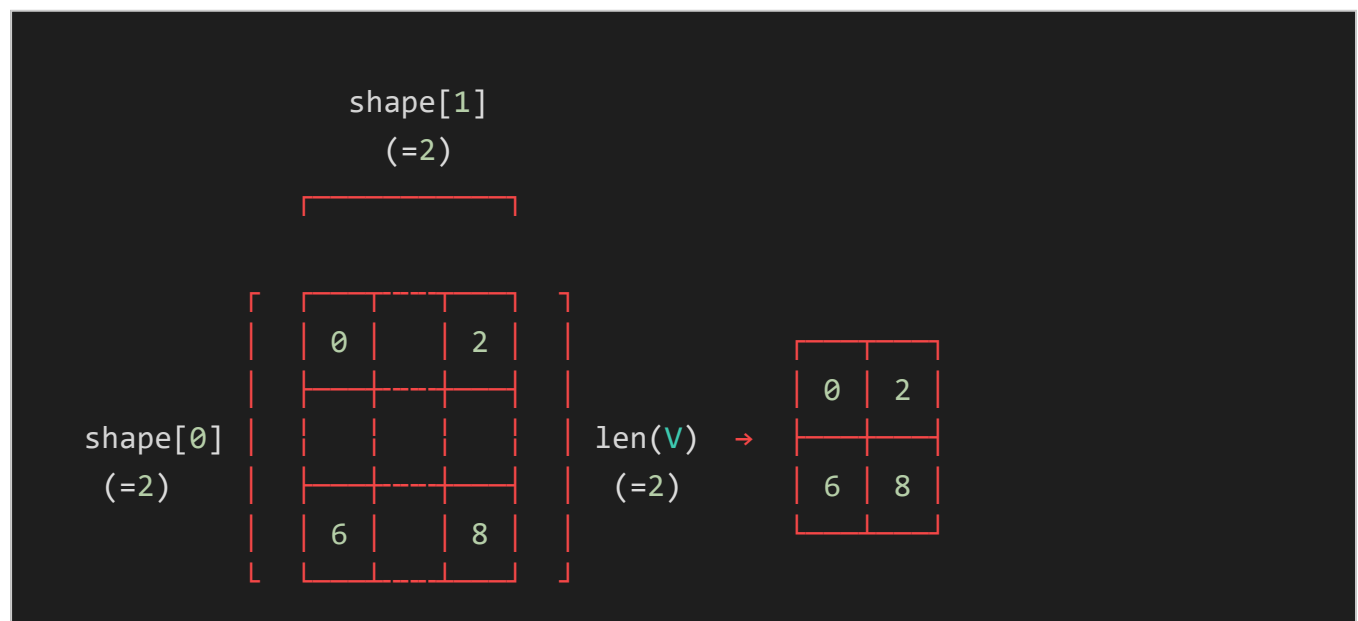 shape[1]
(=2)
0 2
0 2
shape[0] len(V) →
(=2) (=2) 6 8
6 8